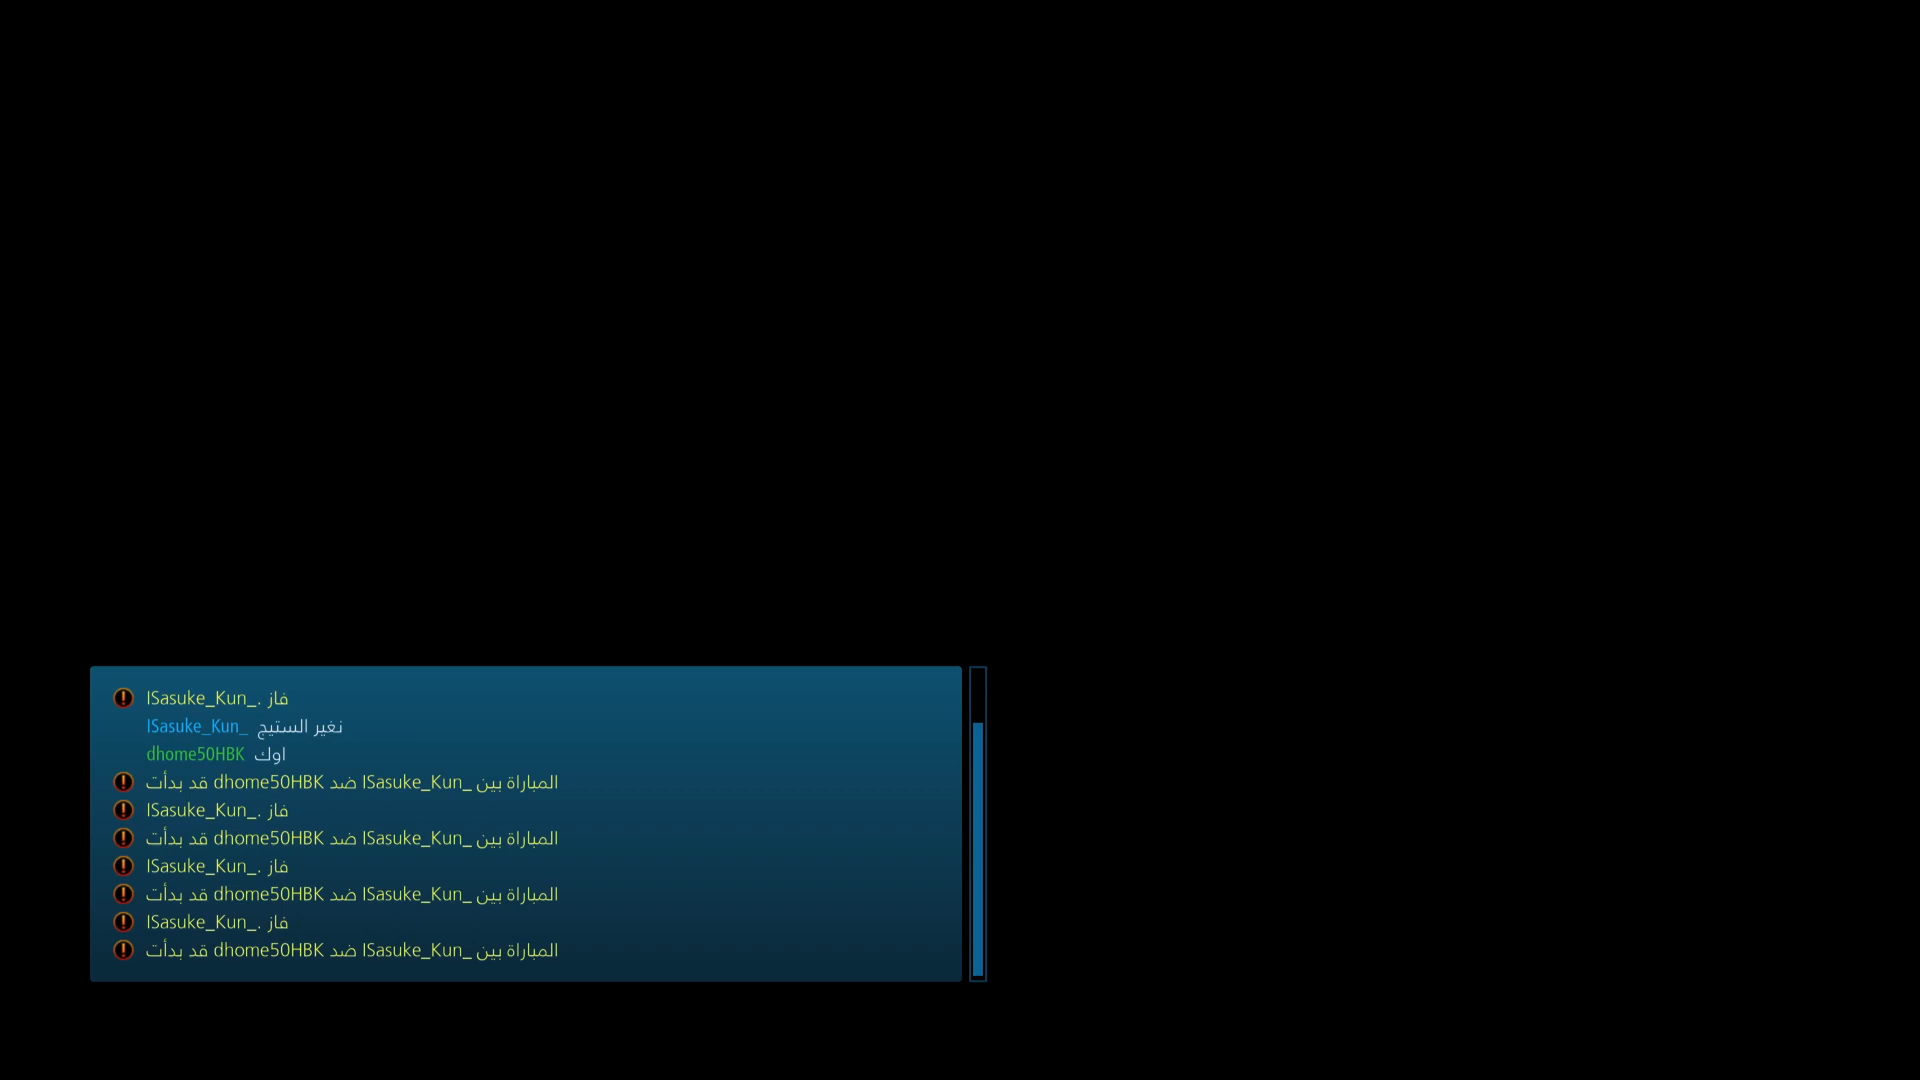 فاز ISasuke_Kun_.
ISasuke_Kun_ نغير الستيج
dhome50HBK اوك
المباراة بين ISasuke_Kun_ ضد dhome50HBK قد بدأت
فاز ISasuke_Kun_.
المباراة بين ISasuke_Kun_ ضد dhome50HBK قد بدأت
فاز ISasuke_Kun_.
المباراة بين ISasuke_Kun_ ضد dhome50HBK قد بدأت
فاز ISasuke_Kun_.
المباراة بين ISasuke_Kun_ ضد dhome50HBK قد بدأت